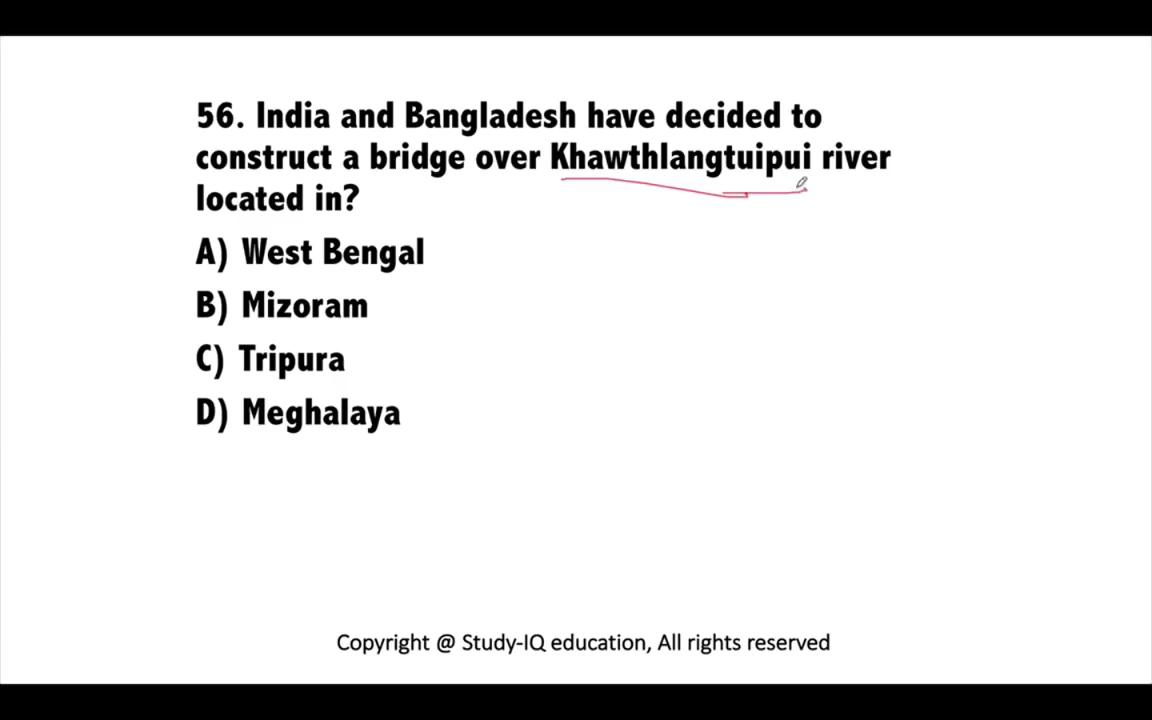 56. India and Bangladesh have decided to
construct a bridge over Khawthlangtuipui river
located in?
A) West Bengal
B) Mizoram
C) Tripura
D) Meghalaya
Copyright @ Study-IQ education, All rights reserved